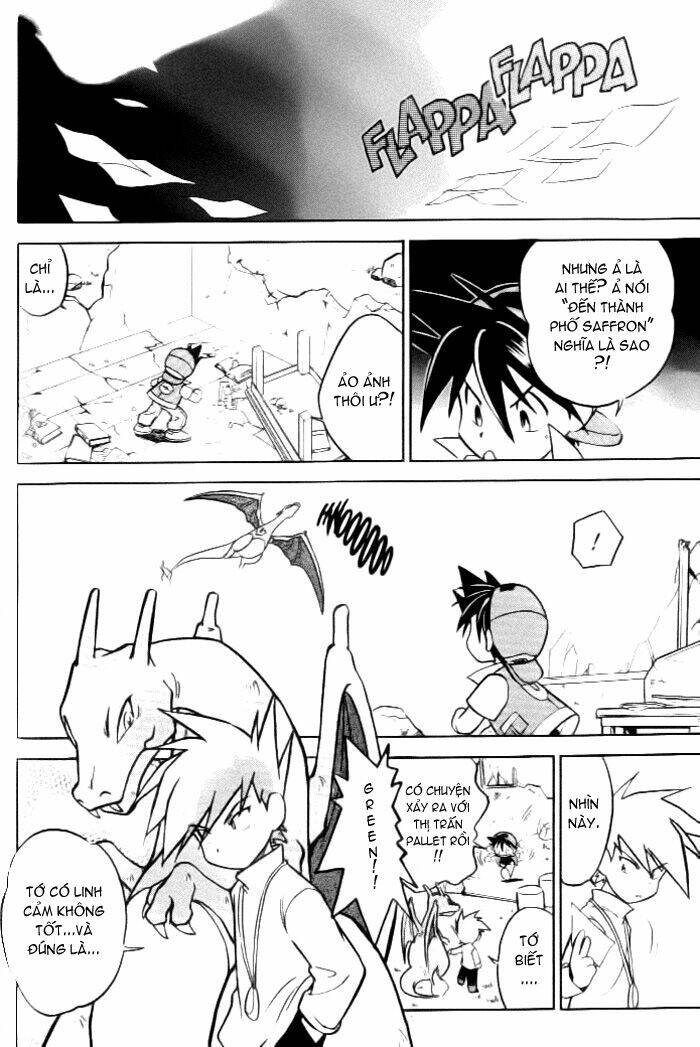 FLAPPA FLAPPA
NHƯNG Ả LÀ
AI THẾ? Ả NÓI
"ĐẾN THÀNH
PHỐ SAFFRON"
NGHĨA LÀ SAO
?!
CHỈ
LÀ...
ẢO ẢNH
THÔI Ư?!
!
GREEN!!
CÓ CHUYỆN
XẢY RA VỚI
THỊ TRẤN
PALLET RỒI
!!
NHÌN
NÀY.
TỚ
BIẾT
....
TỚ CÓ LINH
CẢM KHÔNG
TỐT...VÀ
ĐÚNG LÀ...